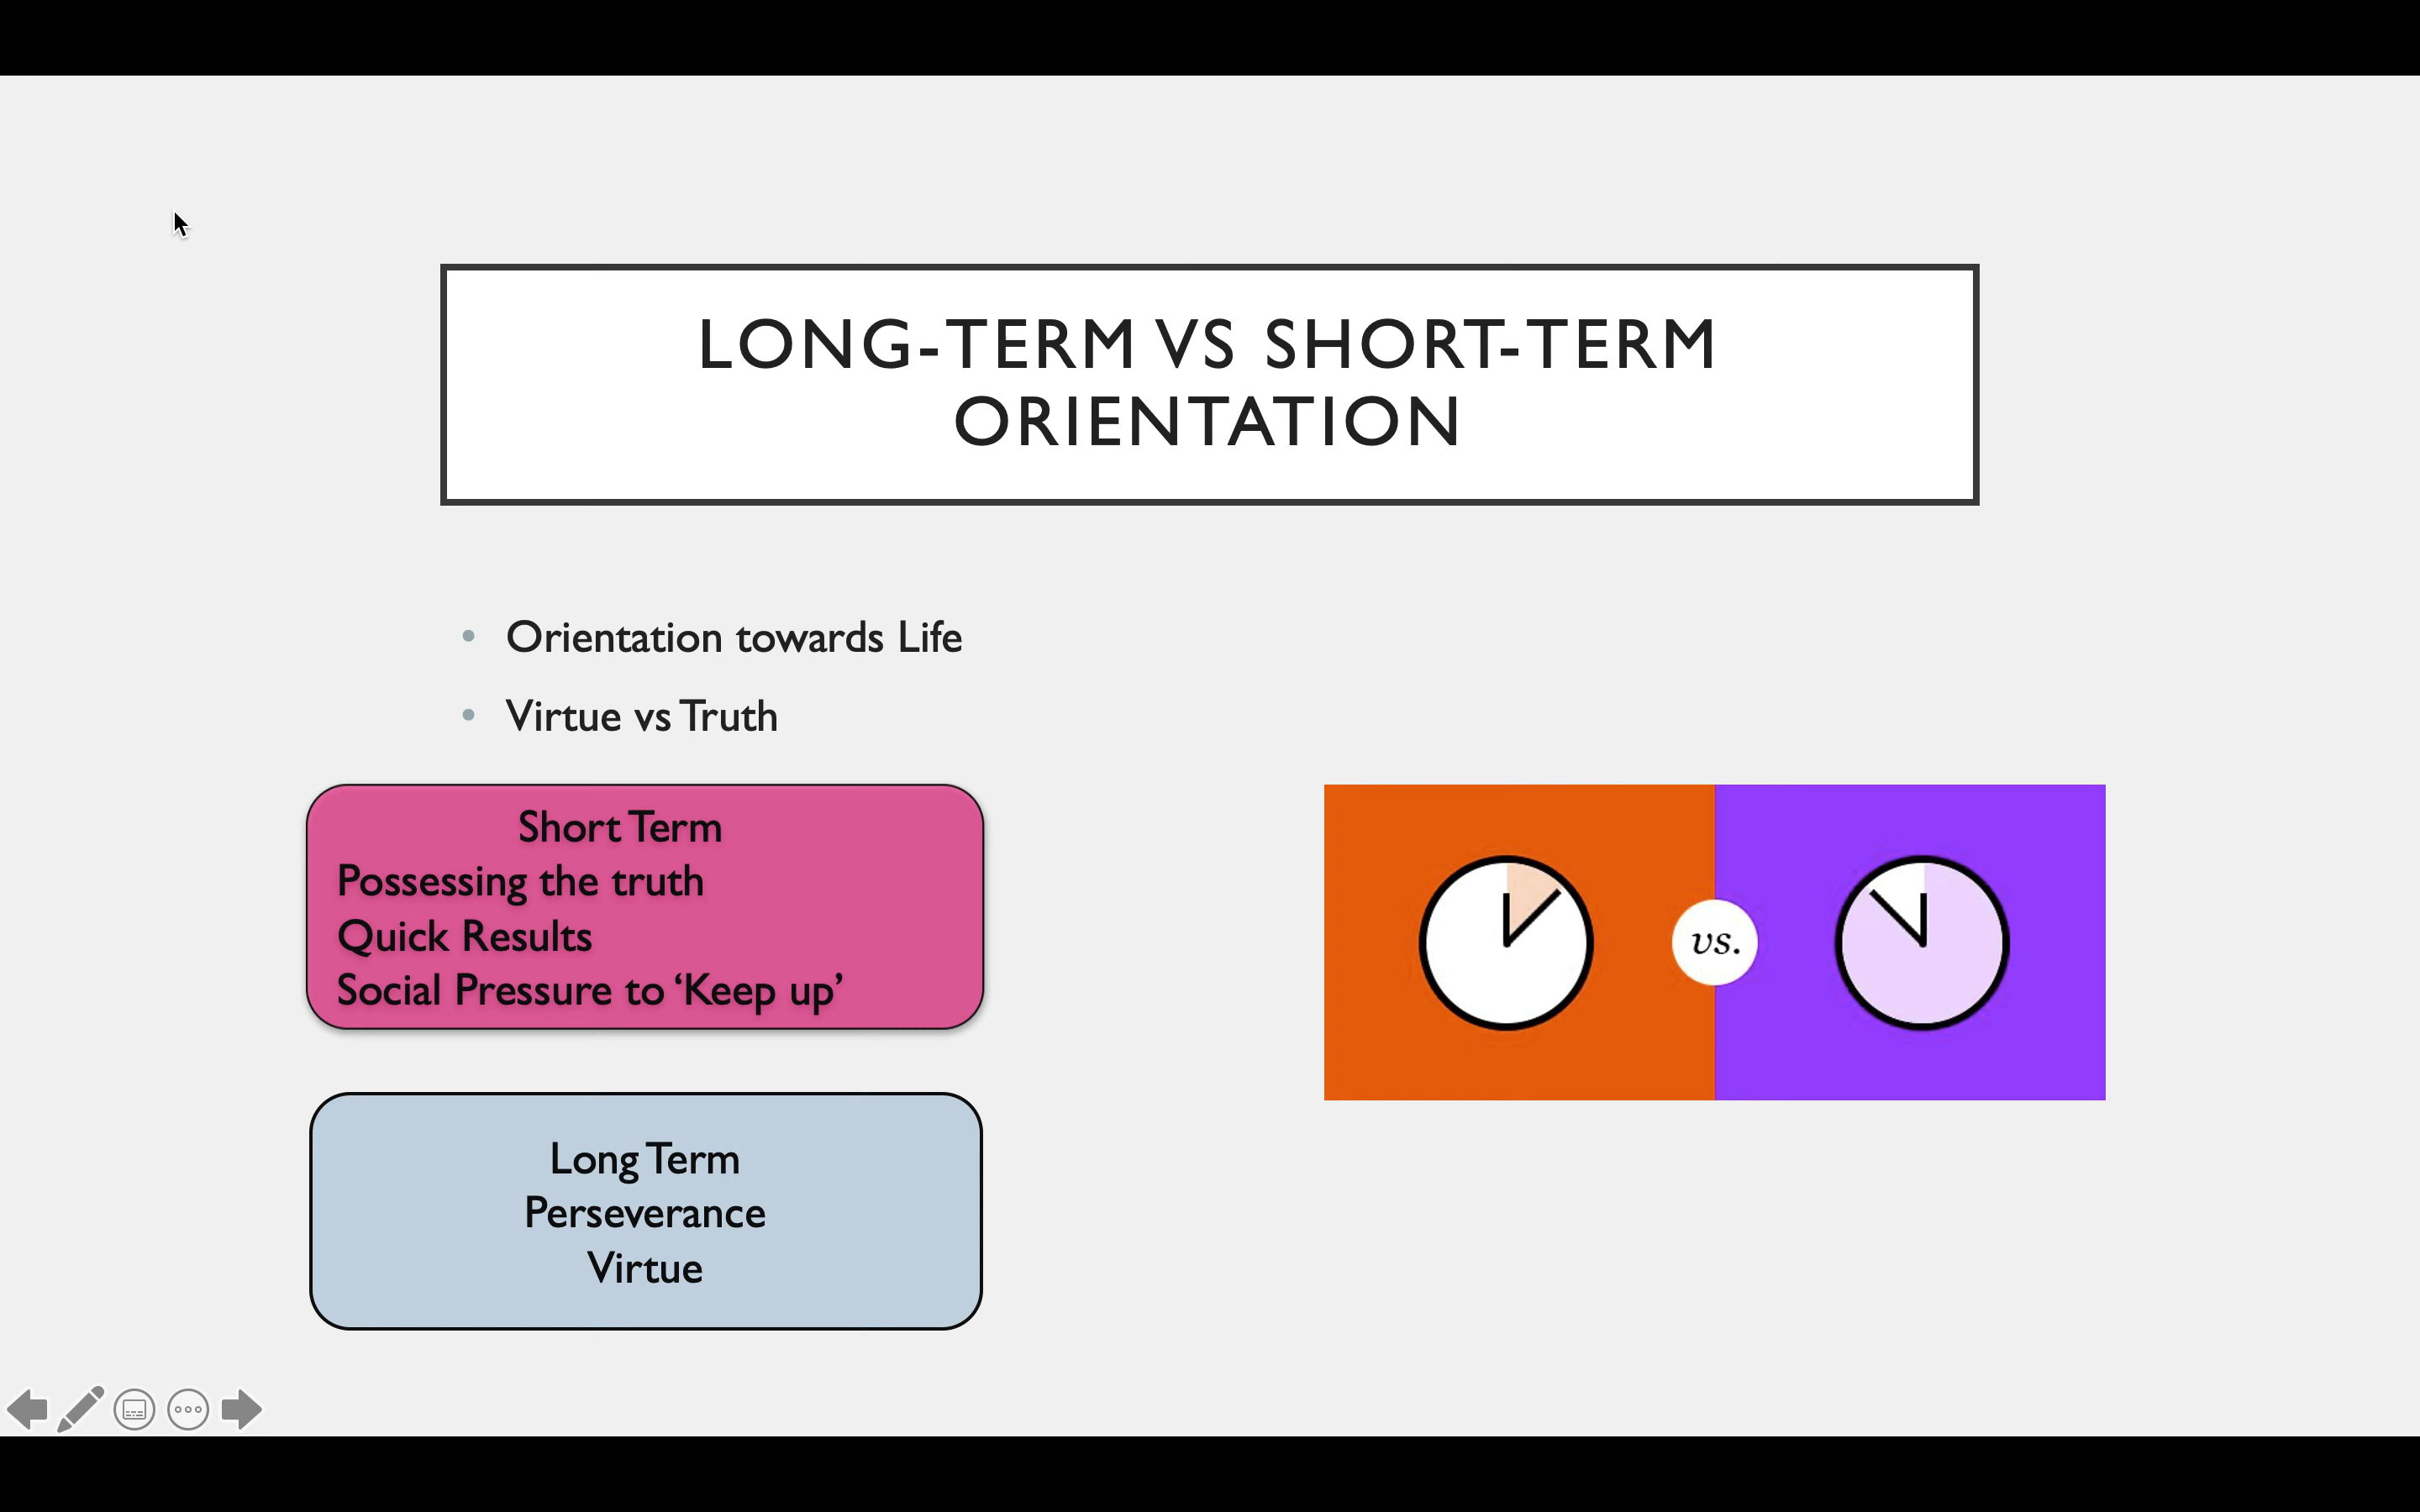 LONG-TERM VS SHORT-TERM
ORIENTATION
• Orientation towards Life
• Virtue vs Truth
Short Term
Possessing the truth
Quick Results
Social Pressure to ‘Keep up’
vs.
Long Term
Perseverance
Virtue